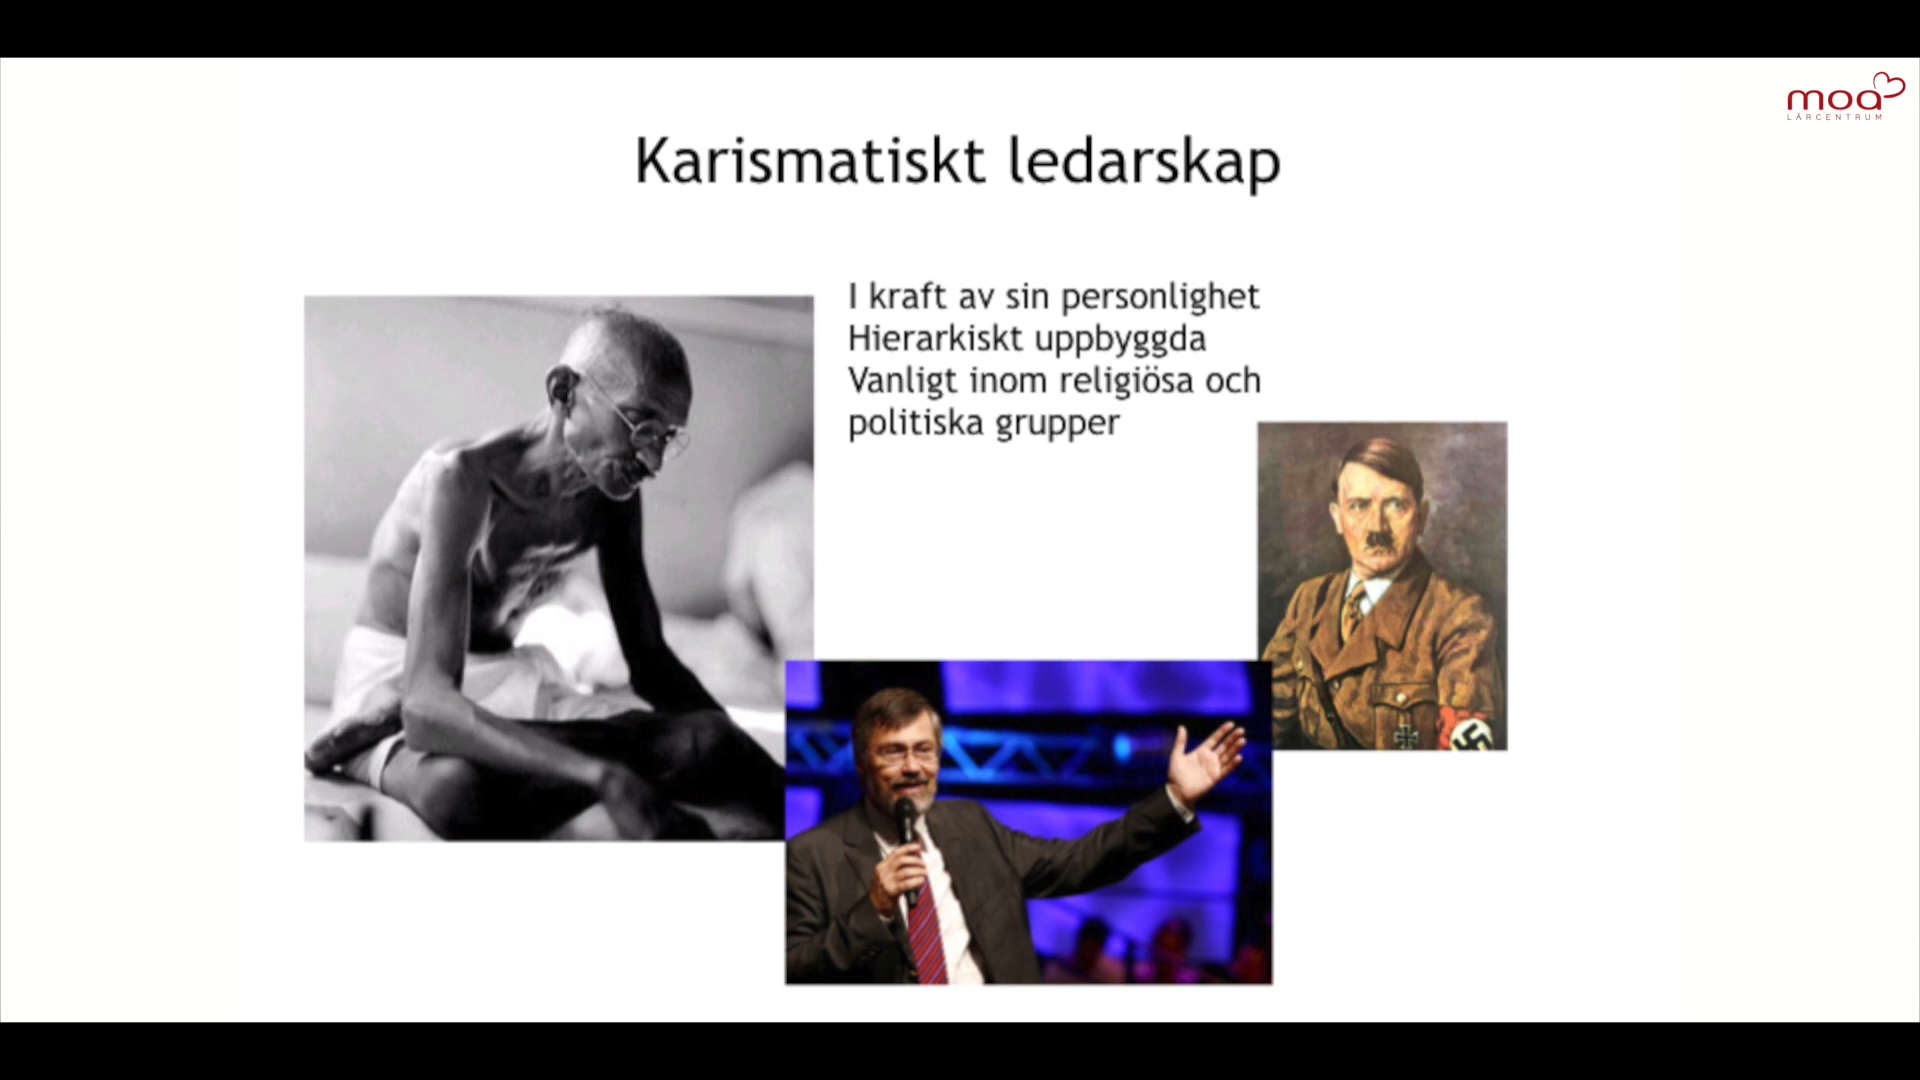 moa
LÄRCENTRUM
Karismatiskt ledarskap
I kraft av sin personlighet
Hierarkiskt uppbyggda
Vanligt inom religiösa och
politiska grupper